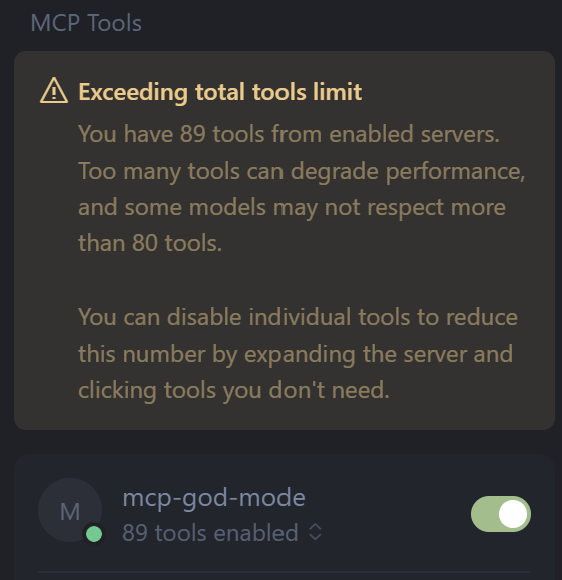 MCP Tools
Exceeding total tools limit
You have 89 tools from enabled servers.
Too many tools can degrade performance,
and some models may not respect more
than 80 tools.
You can disable individual tools to reduce
this number by expanding the server and
clicking tools you don't need.
M
mcp-god-mode
89 tools enabled